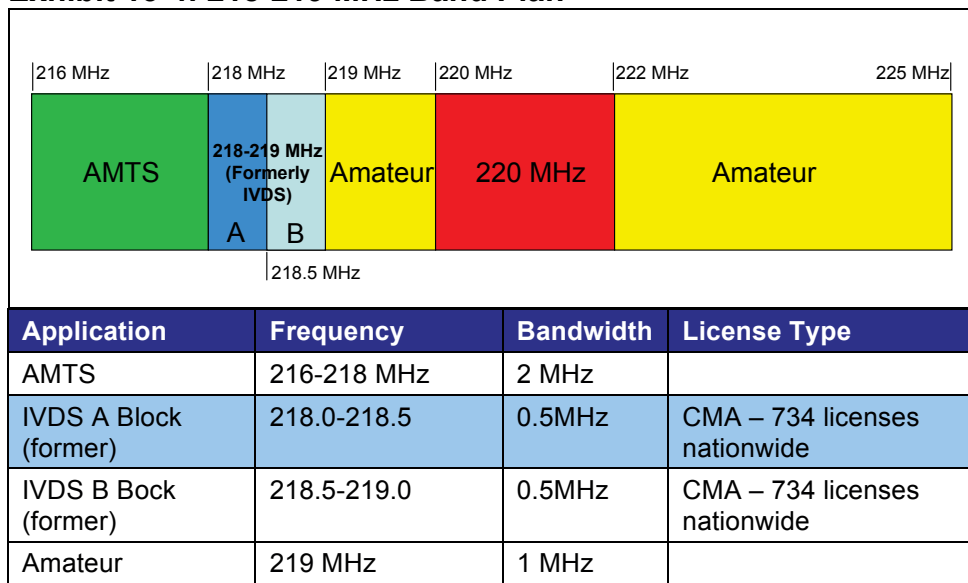 216 MHz 218 MHz 219 MHz 220 MHz 222 MHz 225 MHz
AMTS 218-219 MHz (Formerly IVDS) Amateur 220 MHz Amateur
A B
218.5 MHz
Application Frequency Bandwidth License Type
AMTS 216-218 MHz 2 MHz
IVDS A Block (former) 218.0-218.5 0.5MHz CMA – 734 licenses nationwide
IVDS B Bock (former) 218.5-219.0 0.5MHz CMA – 734 licenses nationwide
Amateur 219 MHz 1 MHz